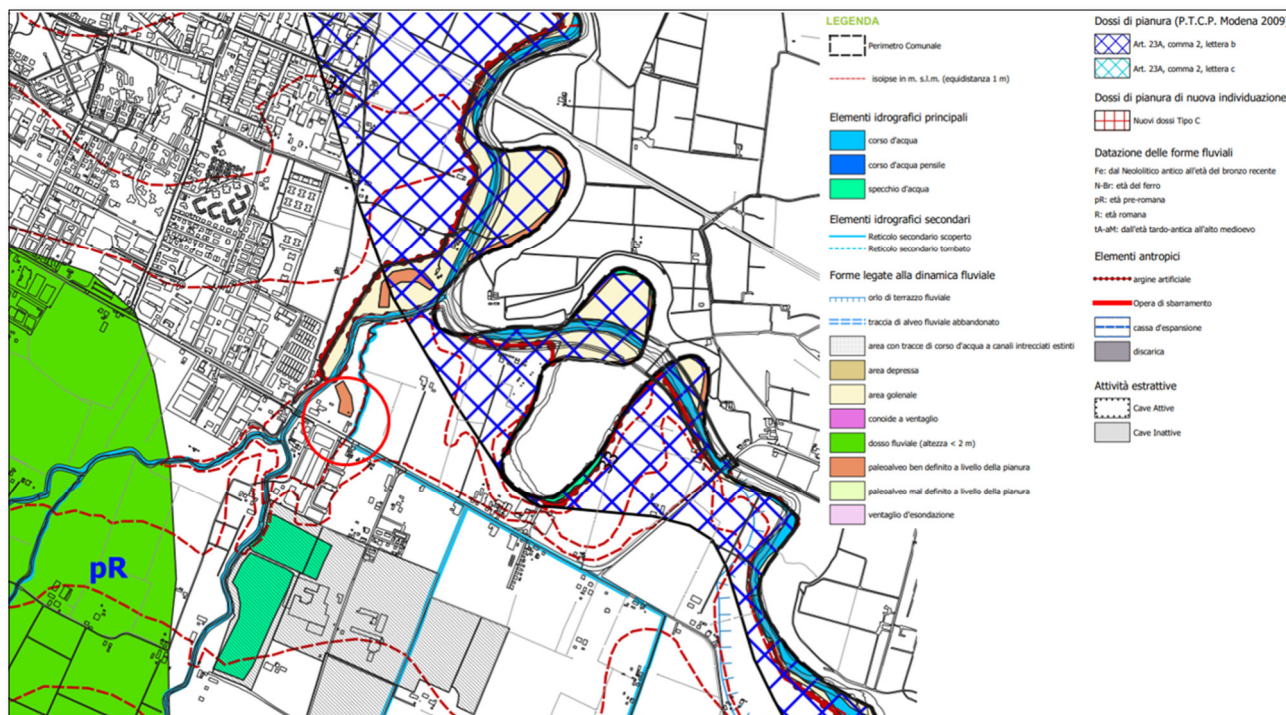 LEGENDA
Perimetro Comunale
isoipse in m. s.l.m. (equidistanza 1 m)
Elementi idrografici principali
corso d'acqua
corso d'acqua pensile
specchio d'acqua
Elementi idrografici secondari
Reticolo secondario scoperto
Reticolo secondario tombato
Forme legate alla dinamica fluviale
orlo di terrazzo fluviale
traccia di alveo fluviale abbandonato
area con tracce di corso d'acqua a canali intrecciati estinti
area depressa
area golenale
conoide a ventaglio
dosso fluviale (altezza < 2 m)
paleoalveo ben definito a livello della pianura
paleoalveo mal definito a livello della pianura
ventaglio d'esondazione
Dossi di pianura (P.T.C.P. Modena 2009)
Art. 23A, comma 2, lettera b
Art. 23A, comma 2, lettera c
Dossi di pianura di nuova individuazione
Nuovi dossi Tipo C
Datazione delle forme fluviali
Fe: dal Neololitico antico all'età del bronzo recente
N-Br: età del ferro
pR: età pre-romana
R: età romana
tA-aM: dall'età tardo-antica all'alto medioevo
Elementi antropici
argine artificiale
Opera di sbarramento
cassa d'espansione
discarica
Attività estrattive
Cave Attive
Cave Inattive
pR
33